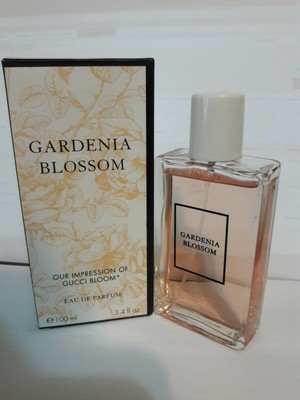 GARDENIA
BLOSSOM
OUR IMPRESSION OF
GUCCI BLOOM*
EAU DE PARFUM
℮ 100 ml 3.4 fl oz
GARDENIA
BLOSSOM